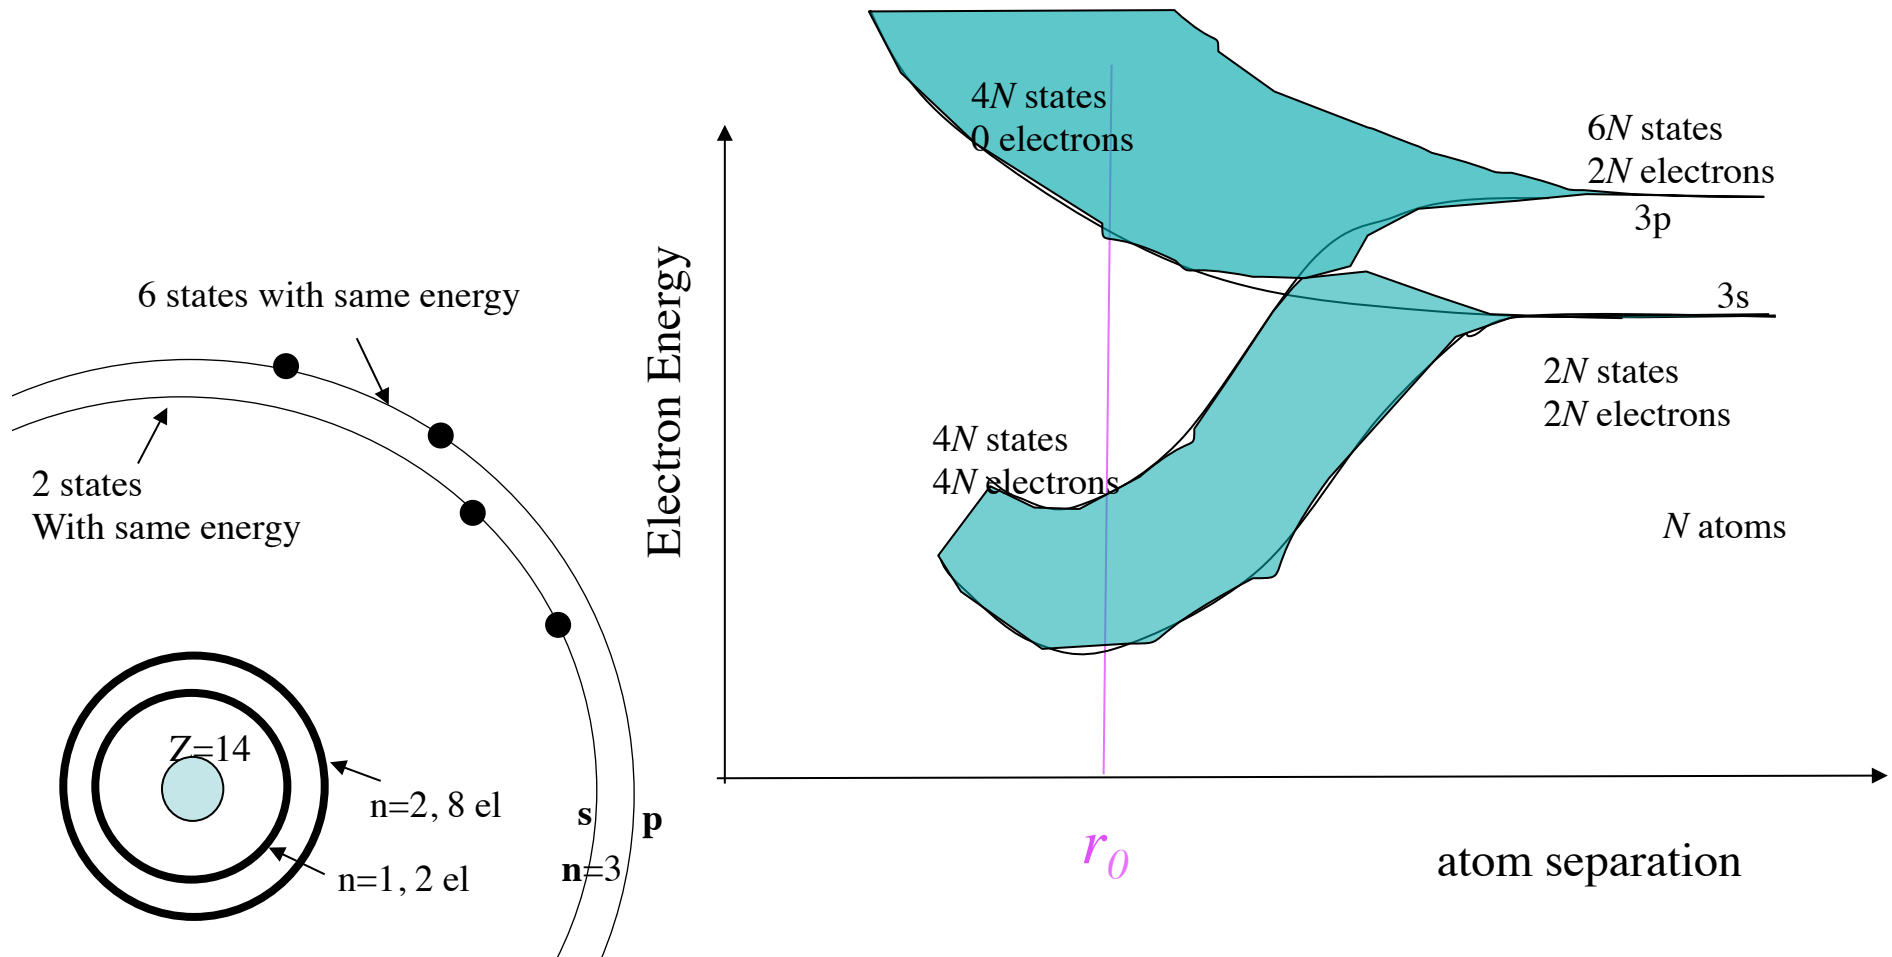 6 states with same energy
2 states
With same energy
Z=14
n=2, 8 el
n=1, 2 el
s
p
n=3
Electron Energy
4N states
0 electrons
6N states
2N electrons
3p
3s
2N states
2N electrons
4N states
4N electrons
N atoms
r₀
atom separation